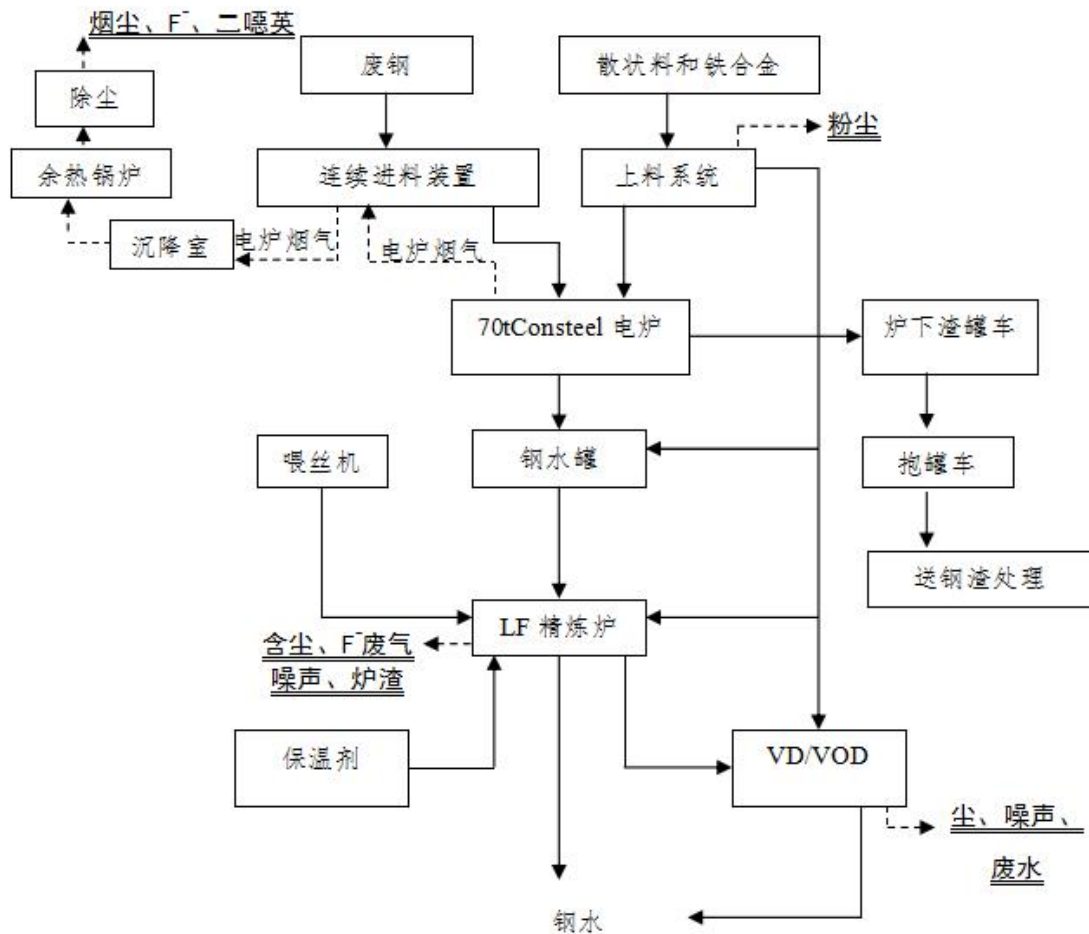 烟尘、F⁻、二噁英
废钢
散状料和铁合金
除尘
粉尘
余热锅炉
连续进料装置
上料系统
沉降室
电炉烟气
电炉烟气
70tConsteel 电炉
炉下渣罐车
喂丝机
钢水罐
抱罐车
送钢渣处理
LF 精炼炉
含尘、F⁻废气
噪声、炉渣
保温剂
VD/VOD
尘、噪声、
废水
钢水